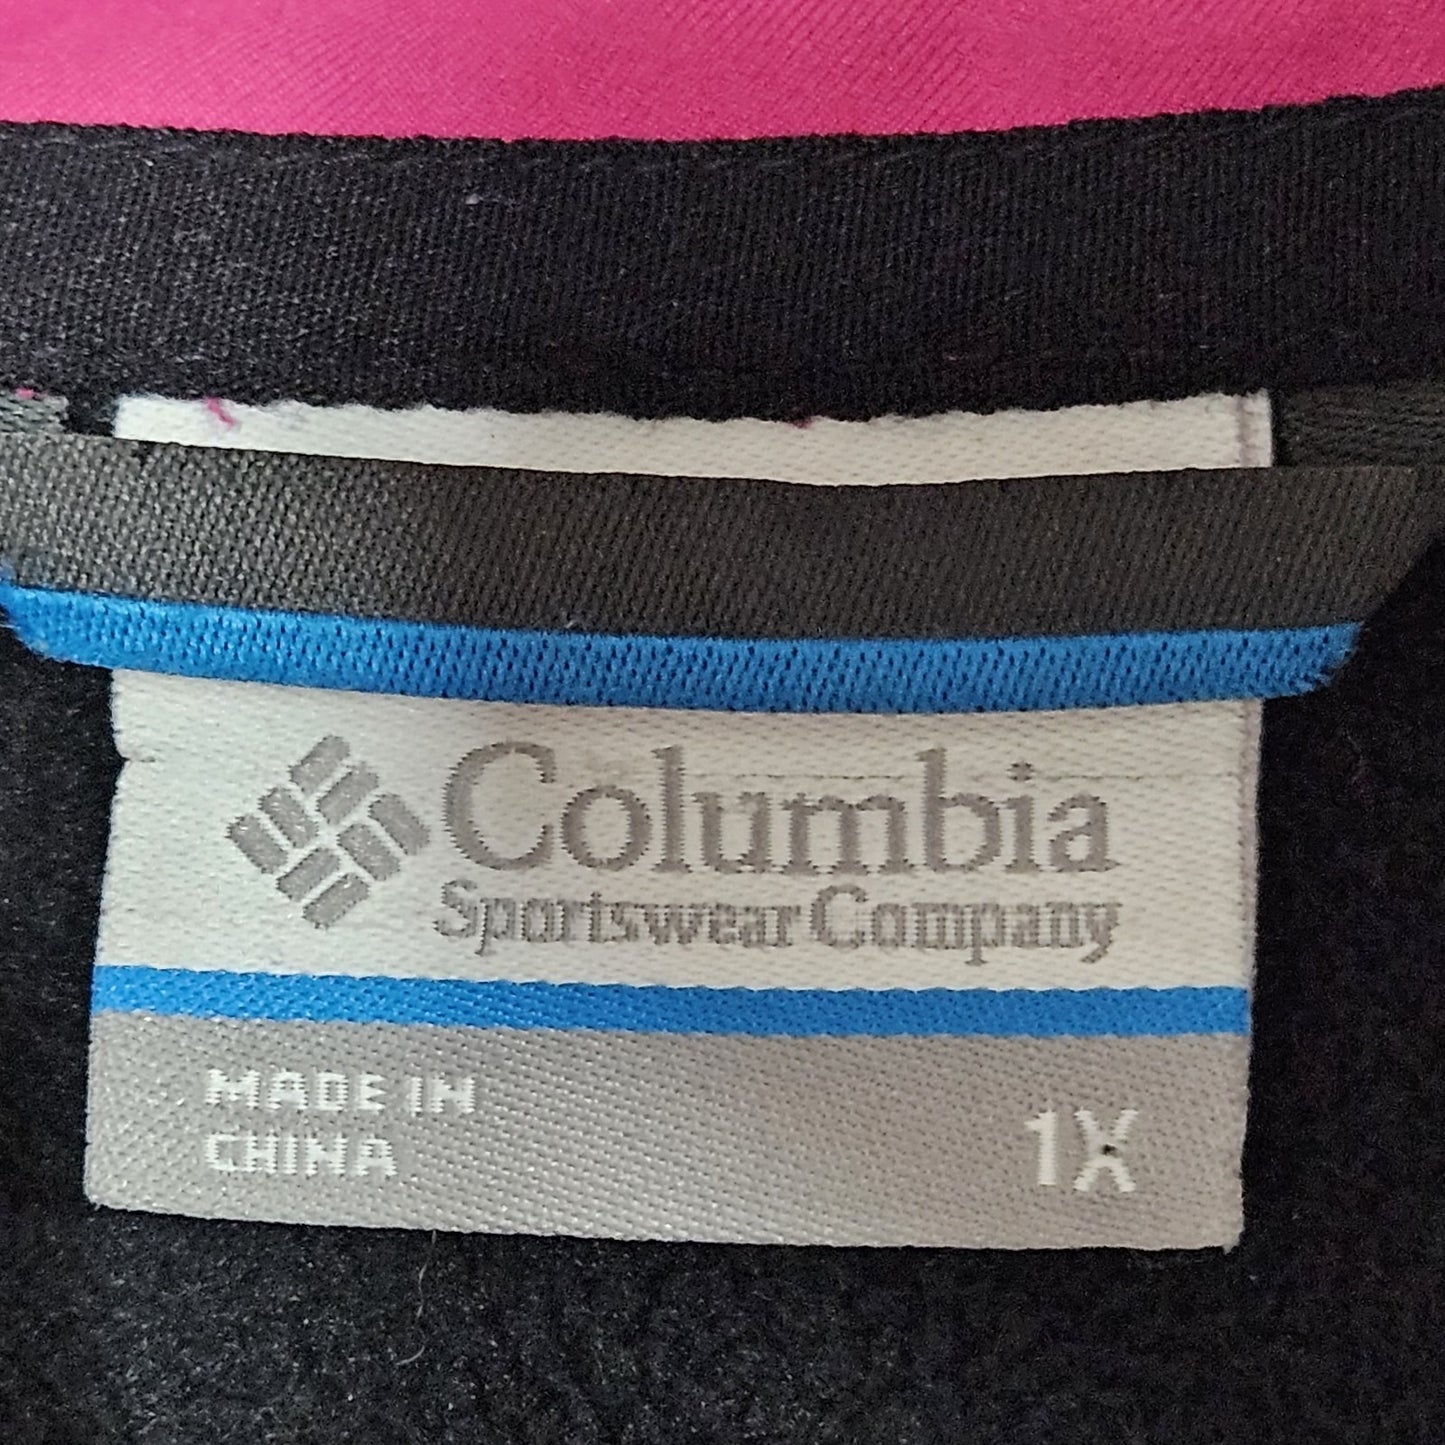 Columbia
Sportswear Company
MADE IN
CHINA
1X